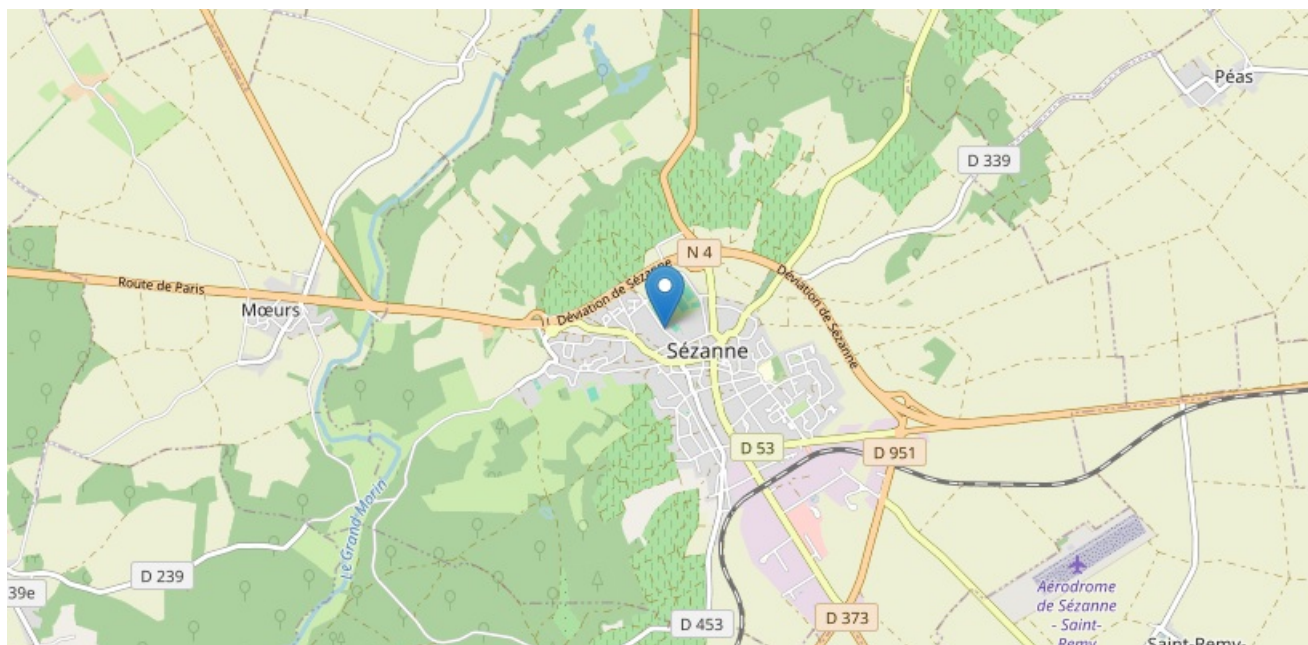 Péas
D 339
N 4
Déviation de Sézanne
Déviation de Sézanne
Route de Paris
Mœurs
Sézanne
D 53
D 951
Le Grand Morin
D 239
39e
D 453
D 373
Aérodrome
de Sézanne
- Saint-
Remy
Saint-Remy-